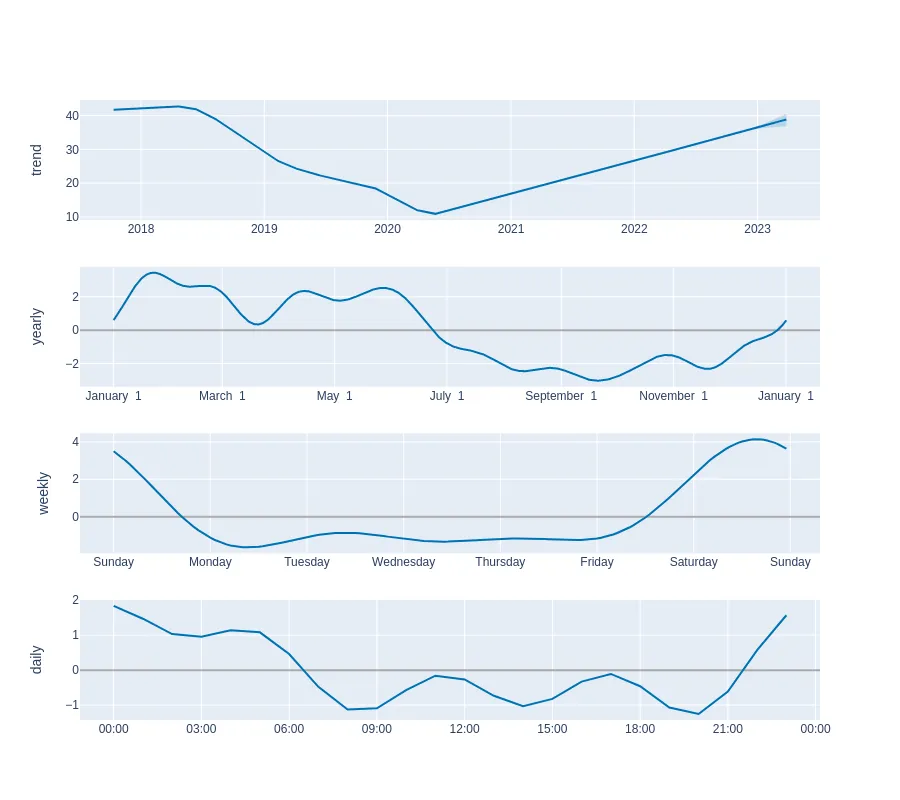 trend
40
30
20
10
2018 2019 2020 2021 2022 2023
yearly
2
0
−2
January 1 March 1 May 1 July 1 September 1 November 1 January 1
weekly
4
2
0
Sunday Monday Tuesday Wednesday Thursday Friday Saturday Sunday
daily
2
1
0
−1
00:00 03:00 06:00 09:00 12:00 15:00 18:00 21:00 00:00